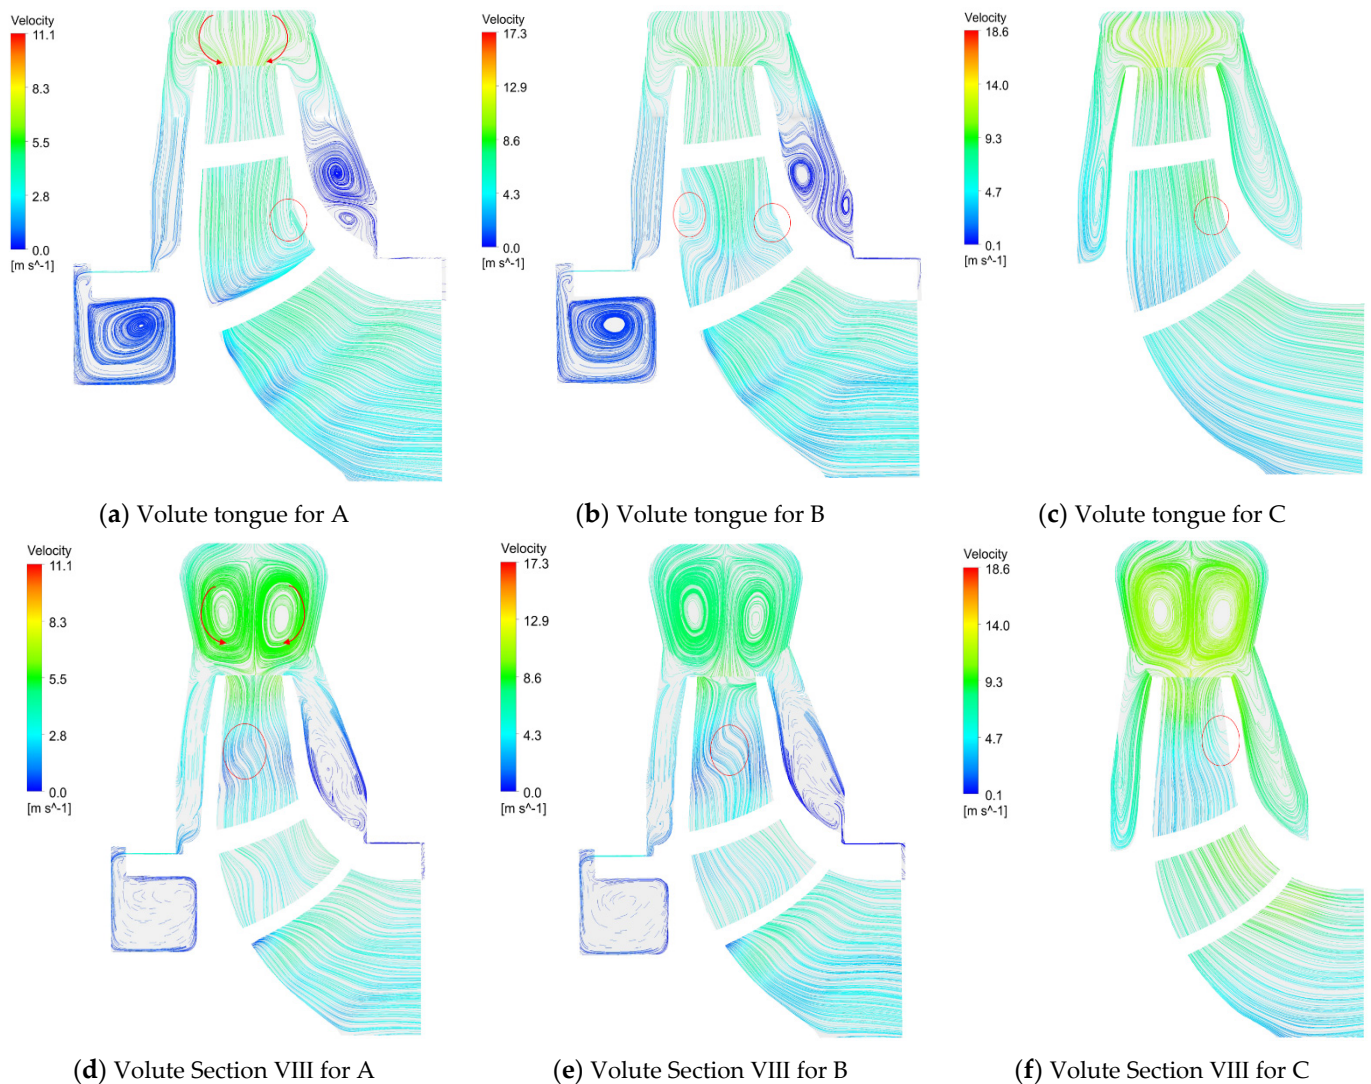 Velocity
11.1
8.3
5.5
2.8
0.0
[m s^-1]
Velocity
17.3
12.9
8.6
4.3
0.0
[m s^-1]
Velocity
18.6
14.0
9.3
4.7
0.1
[m s^-1]
(a) Volute tongue for A
(b) Volute tongue for B
(c) Volute tongue for C
Velocity
11.1
8.3
5.5
2.8
0.0
[m s^-1]
Velocity
17.3
12.9
8.6
4.3
0.0
[m s^-1]
Velocity
18.6
14.0
9.3
4.7
0.1
[m s^-1]
(d) Volute Section VIII for A
(e) Volute Section VIII for B
(f) Volute Section VIII for C